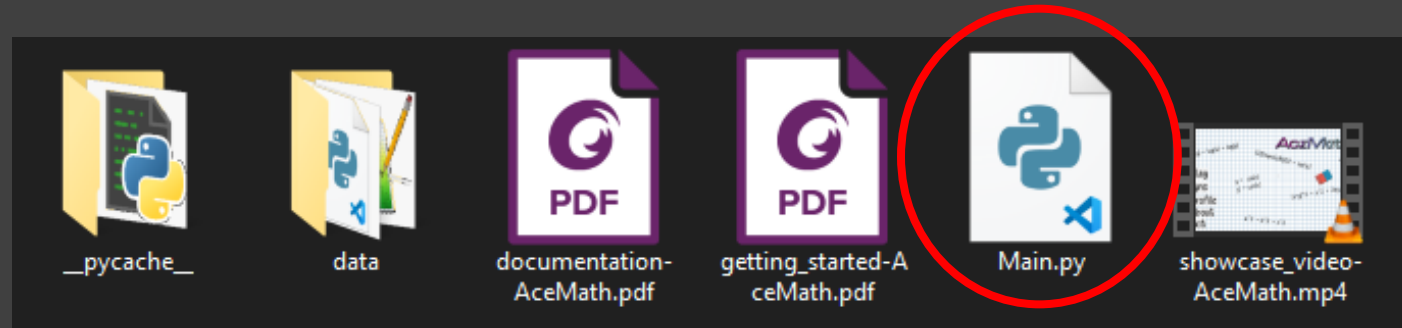 PDF
PDF
__pycache__
data
documentation-
AceMath.pdf
getting_started-A
ceMath.pdf
Main.py
showcase_video-
AceMath.mp4